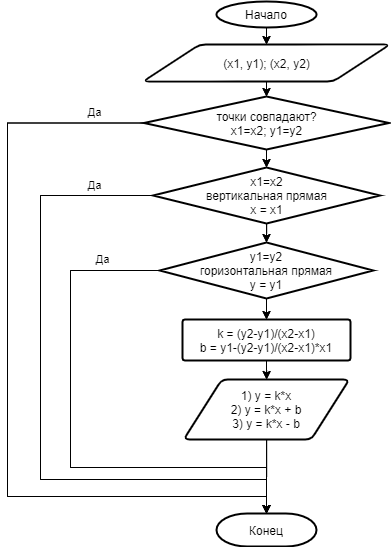 Начало
(x1, y1); (x2, y2)
точки совпадают?
x1=x2; y1=y2
Да
x1=x2
вертикальная прямая
x = x1
Да
y1=y2
горизонтальная прямая
y = y1
Да
k = (y2-y1)/(x2-x1)
b = y1-(y2-y1)/(x2-x1)*x1
1) y = k*x
2) y = k*x + b
3) y = k*x - b
Конец